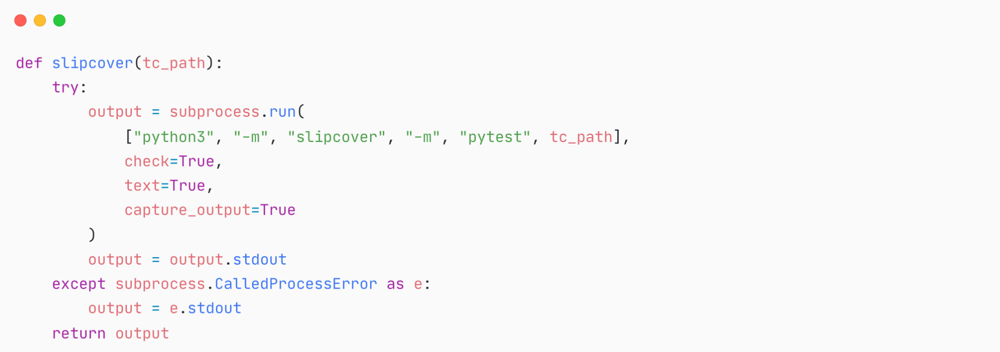 def slipcover(tc_path):
    try:
        output = subprocess.run(
            ["python3", "-m", "slipcover", "-m", "pytest", tc_path],
            check=True,
            text=True,
            capture_output=True
        )
        output = output.stdout
    except subprocess.CalledProcessError as e:
        output = e.stdout
    return output